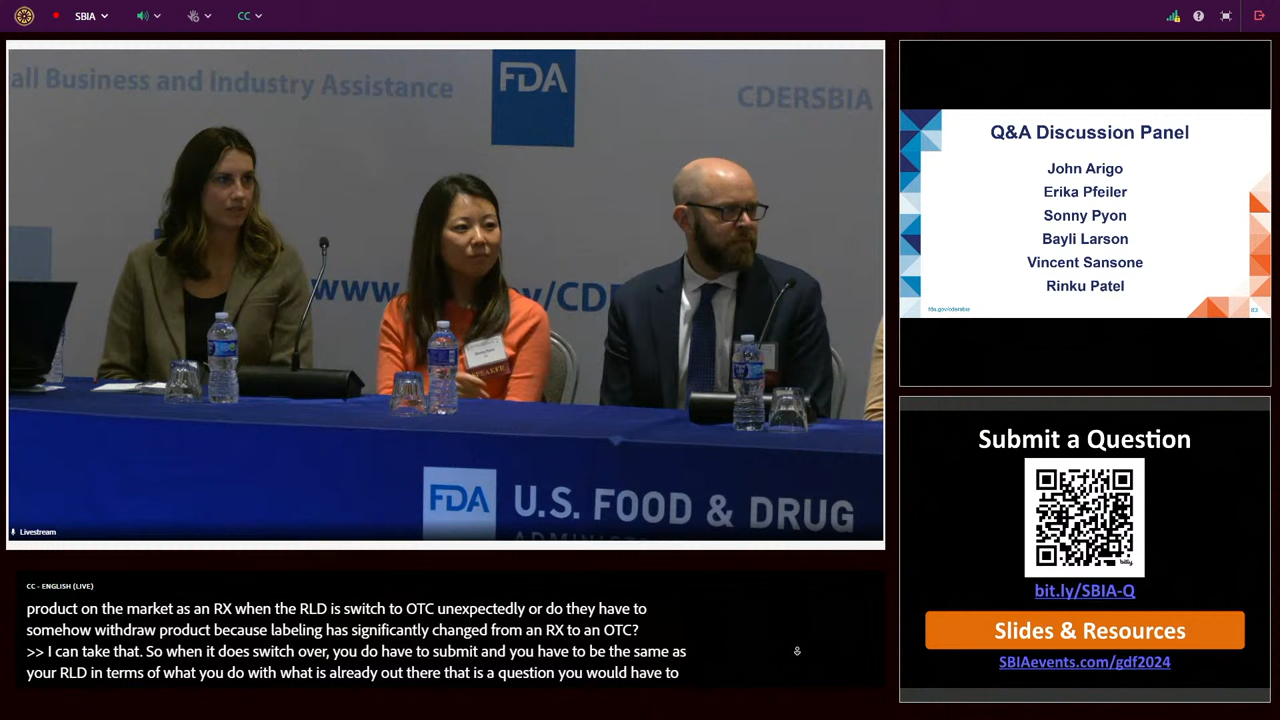 SBIA
CC
all Business and Industry Assistance
FDA
CDERSBIA
www.
v/CDE
SPEAKER
FDA
U.S. FOOD & DRUG
Livestream
CC - ENGLISH (LIVE)
product on the market as an RX when the RLD is switch to OTC unexpectedly or do they have to
somehow withdraw product because labeling has significantly changed from an RX to an OTC?
>> I can take that. So when it does switch over, you do have to submit and you have to be the same as
your RLD in terms of what you do with what is already out there that is a question you would have to
Q&A Discussion Panel
John Arigo
Erika Pfeiler
Sonny Pyon
Bayli Larson
Vincent Sansone
Rinku Patel
fda.gov/cdersbia
83
Submit a Question
bitly
bit.ly/SBIA-Q
Slides & Resources
SBIAevents.com/gdf2024